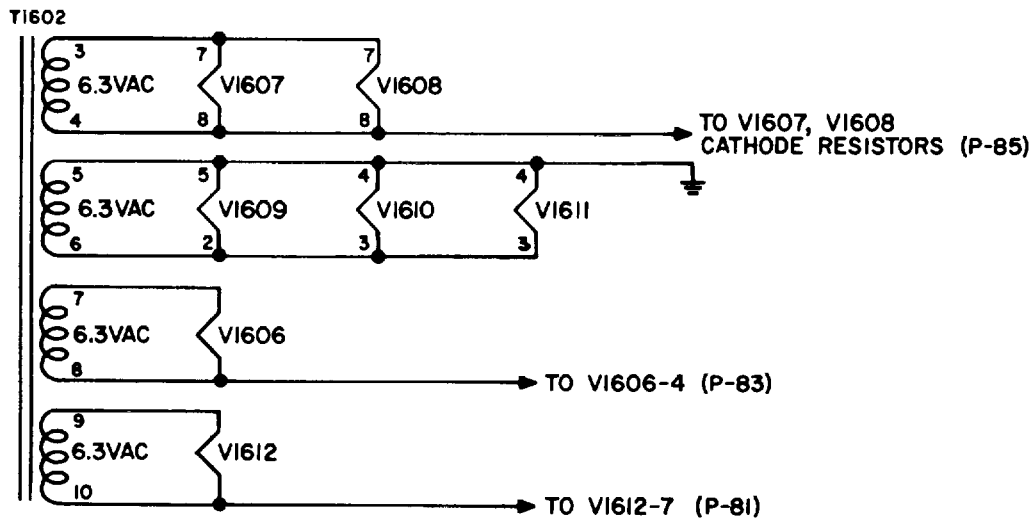 T1602
3
7
7
6.3VAC
V1607
V1608
4
8
8
TO V1607, V1608
CATHODE RESISTORS (P-85)
5
5
4
4
6.3VAC
V1609
V1610
V1611
6
2
3
3
7
6.3VAC
V1606
8
TO V1606-4 (P-83)
9
6.3VAC
V1612
10
TO V1612-7 (P-81)